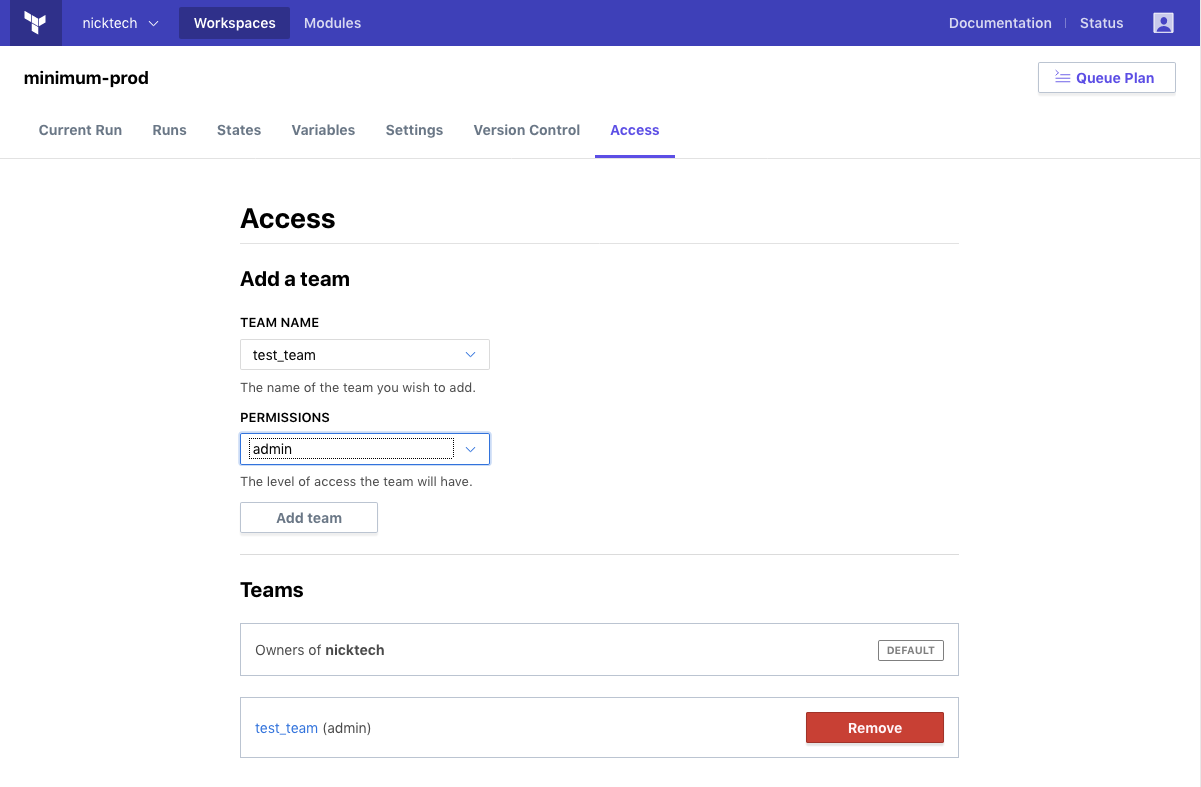 nicktech Workspaces Modules Documentation Status
minimum-prod Queue Plan
Current Run Runs States Variables Settings Version Control Access
Access
Add a team
TEAM NAME
test_team
The name of the team you wish to add.
PERMISSIONS
admin
The level of access the team will have.
Add team
Teams
Owners of nicktech DEFAULT
test_team (admin) Remove